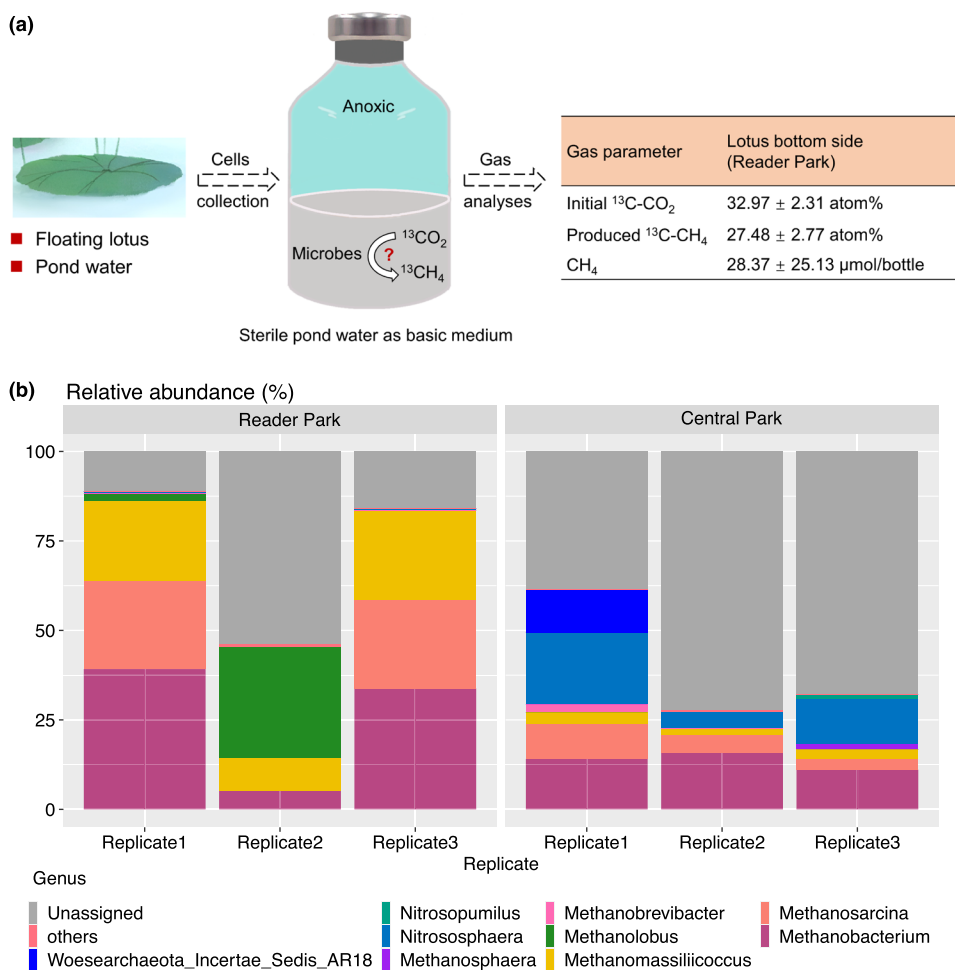 (a)
Floating lotus
Pond water
Cells
collection
Anoxic
Microbes
?
¹³CO₂
¹³CH₄
Sterile pond water as basic medium
Gas
analyses
Gas parameter
Lotus bottom side
(Reader Park)
Initial ¹³C-CO₂ 32.97 ± 2.31 atom%
Produced ¹³C-CH₄ 27.48 ± 2.77 atom%
CH₄ 28.37 ± 25.13 µmol/bottle
(b) Relative abundance (%)
Reader Park Central Park
100
75
50
25
0
Replicate1 Replicate2 Replicate3 Replicate1 Replicate2 Replicate3
Replicate
Genus
Unassigned
others
Woesearchaeota_Incertae_Sedis_AR18
Nitrosopumilus
Nitrososphaera
Methanosphaera
Methanobrevibacter
Methanolobus
Methanomassiliicoccus
Methanosarcina
Methanobacterium